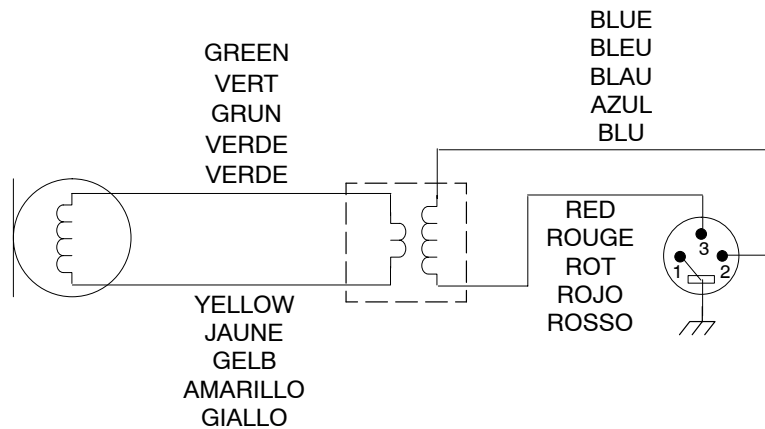 GREEN
VERT
GRUN
VERDE
VERDE
BLUE
BLEU
BLAU
AZUL
BLU
YELLOW
JAUNE
GELB
AMARILLO
GIALLO
RED
ROUGE
ROT
ROJO
ROSSO
3
1
2